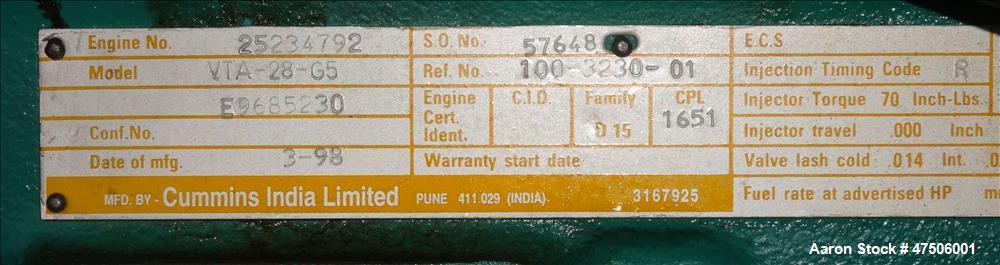 Engine No. 25234792
Model VTA-28-G5
E9685230
Conf.No.
Date of mfg. 3-98
S.O. No. 57648
Ref. No. 100-3230-01
Engine Cert. Ident.
C.I.D.
Family D 15
CPL 1651
Warranty start date
E.C.S
Injection Timing Code R
Injector Torque 70 Inch-Lbs.
Injector travel .000 Inch
Valve lash cold .014 Int. .0
Fuel rate at advertised HP m
MFD. BY - Cummins India Limited PUNE 411 029 (INDIA). 3167925
Aaron Stock # 47506001